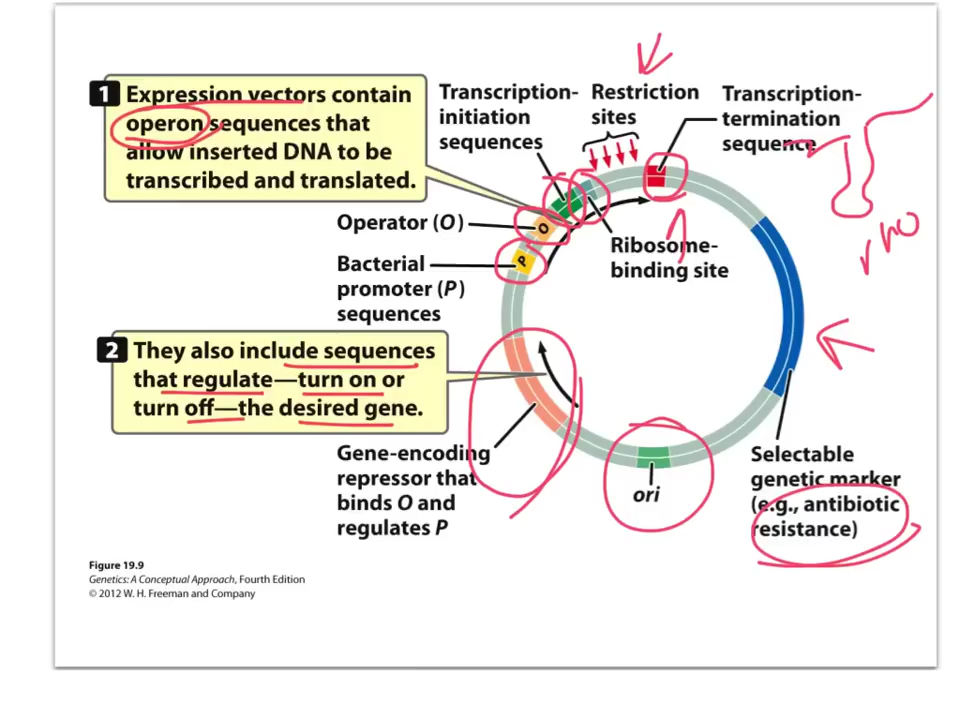 1 Expression vectors contain
operon sequences that
allow inserted DNA to be
transcribed and translated.
Transcription-
initiation
sequences
Restriction
sites
Transcription-
termination
sequence
rho
Operator (O)
O
Ribosome-
binding site
Bacterial
promoter (P)
sequences
P
2 They also include sequences
that regulate—turn on or
turn off—the desired gene.
Gene-encoding
repressor that
binds O and
regulates P
ori
Selectable
genetic marker
(e.g., antibiotic
resistance)
Figure 19.9
Genetics: A Conceptual Approach, Fourth Edition
© 2012 W. H. Freeman and Company